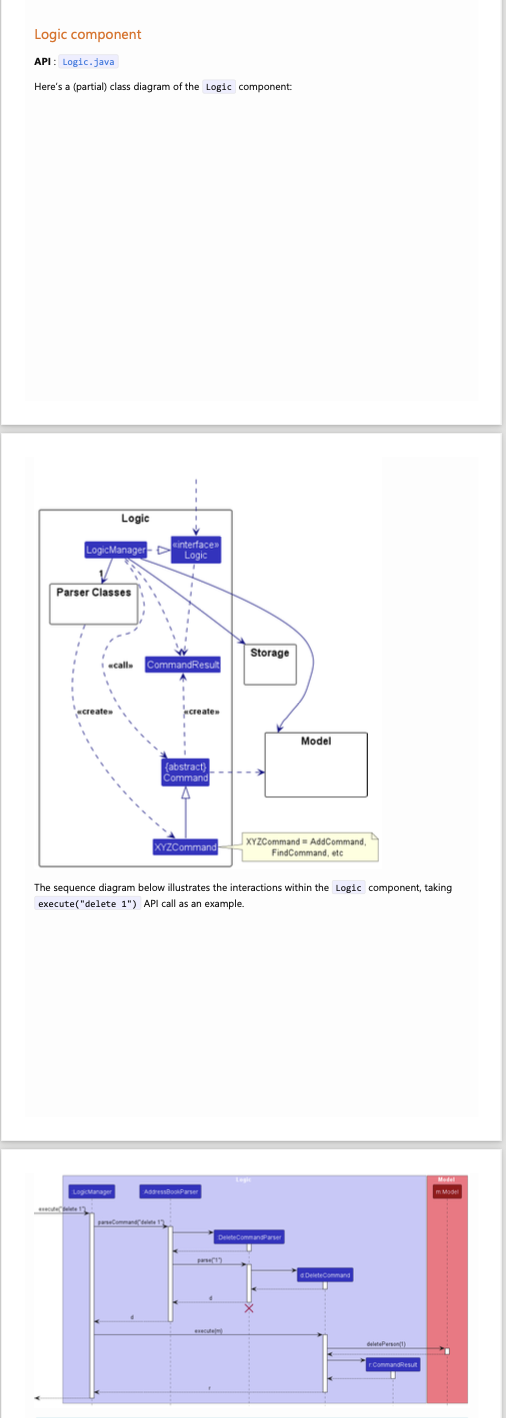 Logic component
API : Logic.java
Here's a (partial) class diagram of the Logic component:
Logic
LogicManager
«interface»
Logic
1
Parser Classes
Storage
«call»
CommandResult
«create»
«create»
Model
{abstract}
Command
XYZCommand
XYZCommand = AddCommand,
FindCommand, etc
The sequence diagram below illustrates the interactions within the Logic component, taking
execute("delete 1") API call as an example.
Logic
Model
LogicManager
AddressBookParser
m:Model
execute("delete 1")
parseCommand("delete 1")
:DeleteCommandParser
parse("1")
d:DeleteCommand
d
d
execute(m)
deletePerson(1)
r:CommandResult
r